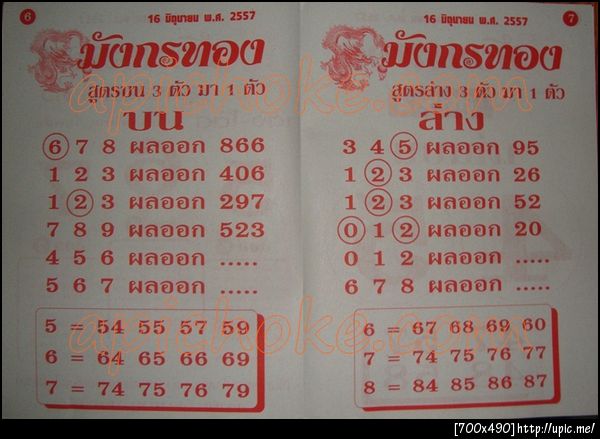 6
16 มิถุนายน พ.ศ. 2557
มังกรทอง
สูตรชน 3 ตัว มา 1 ตัว
บน
6 7 8 ผลออก 866
1 2 3 ผลออก 406
1 2 3 ผลออก 297
7 8 9 ผลออก 523
4 5 6 ผลออก .....
5 6 7 ผลออก .....
5 = 54 55 57 59
6 = 64 65 66 69
7 = 74 75 76 79
16 มิถุนายน พ.ศ. 2557
7
มังกรทอง
สูตรล่าง 3 ตัว มา 1 ตัว
ล่าง
3 4 5 ผลออก 95
1 2 3 ผลออก 26
1 2 3 ผลออก 52
0 1 2 ผลออก 20
0 1 2 ผลออก .....
6 7 8 ผลออก .....
6 = 67 68 69 60
7 = 74 75 76 77
8 = 84 85 86 87
apichoke.com
apichoke.com
[700x490]http://upic.me/